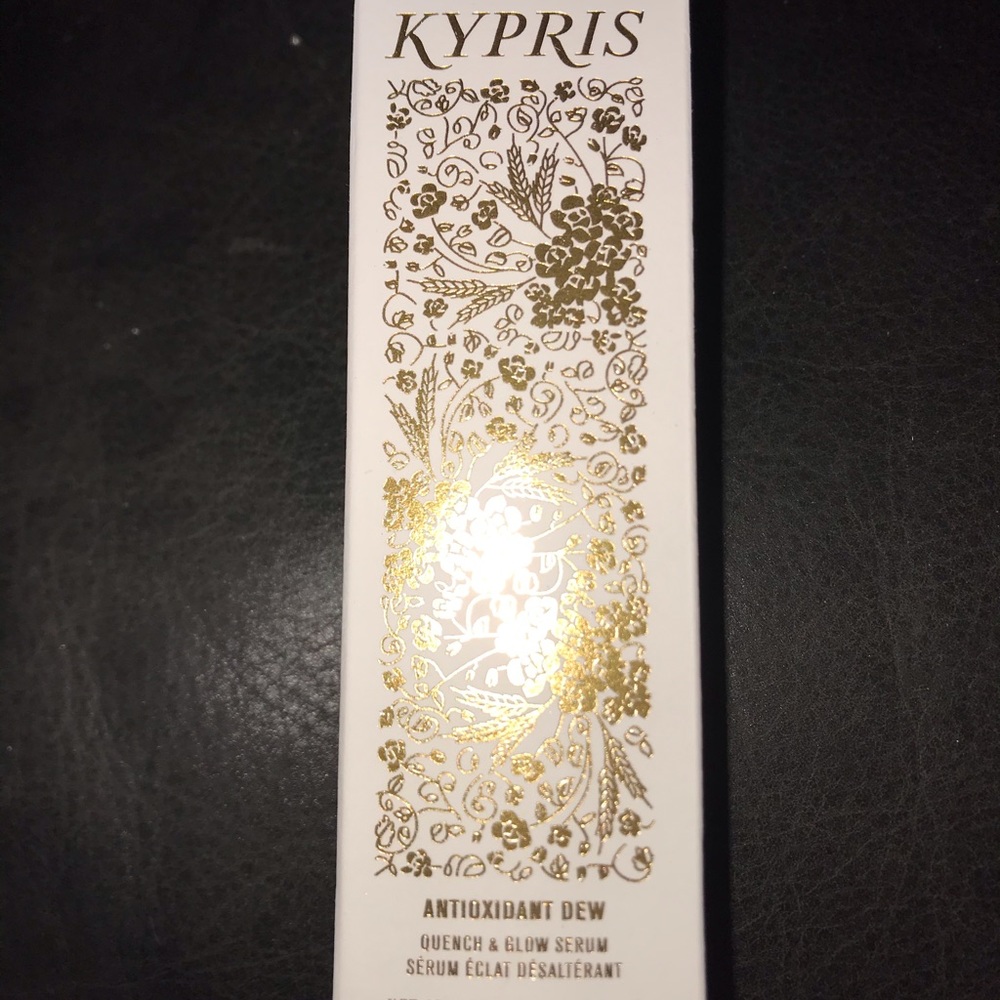 KYPRIS
ANTIOXIDANT DEW
QUENCH & GLOW SERUM
SÉRUM ÉCLAT DÉSALTÉRANT